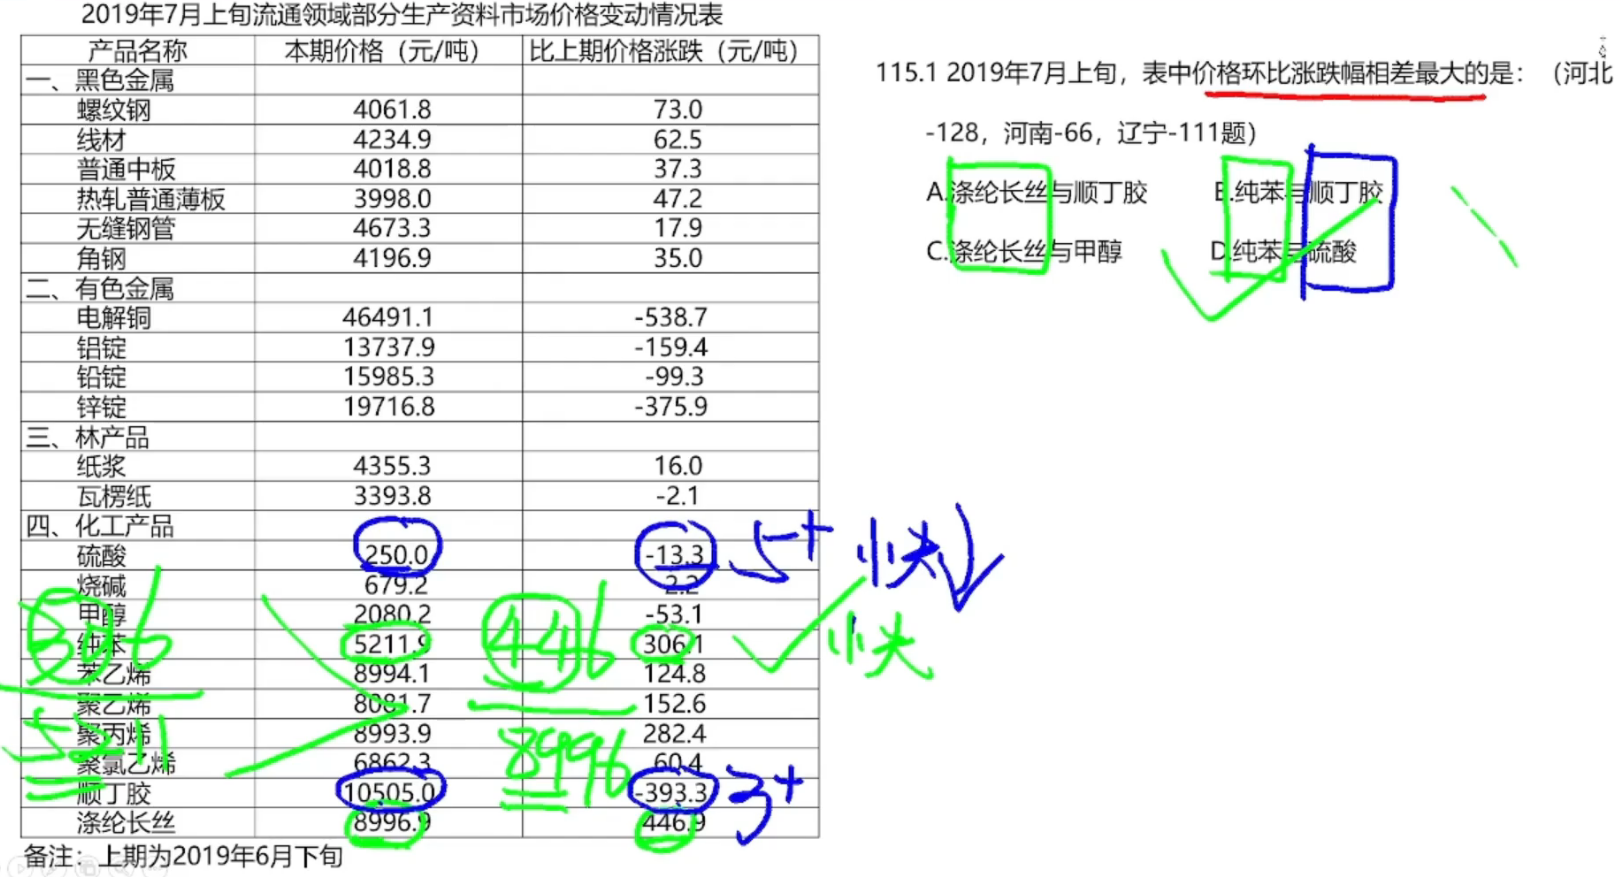 2019年7月上旬流通领域部分生产资料市场价格变动情况表
产品名称 本期价格（元/吨） 比上期价格涨跌（元/吨）
一、黑色金属
螺纹钢 4061.8 73.0
线材 4234.9 62.5
普通中板 4018.8 37.3
热轧普通薄板 3998.0 47.2
无缝钢管 4673.3 17.9
角钢 4196.9 35.0
二、有色金属
电解铜 46491.1 -538.7
铝锭 13737.9 -159.4
铅锭 15985.3 -99.3
锌锭 19716.8 -375.9
三、林产品
纸浆 4355.3 16.0
瓦楞纸 3393.8 -2.1
四、化工产品
硫酸 250.0 -13.3 5+ 小大
烧碱 679.2 2.2
甲醇 2080.2 -53.1
纯苯 5211.9 306.1 小大
苯乙烯 8994.1 124.8
聚乙烯 8081.7 152.6
聚丙烯 8993.9 282.4
聚氯乙烯 6862.3 60.4
顺丁胶 10505.0 -393.3 3+
涤纶长丝 8996.9 446.9
备注：上期为2019年6月下旬
306
5211
446
8996
115.1 2019年7月上旬，表中价格环比涨跌幅相差最大的是：（河北
-128，河南-66，辽宁-111题）
A.涤纶长丝与顺丁胶 B.纯苯与顺丁胶
C.涤纶长丝与甲醇 D.纯苯与硫酸